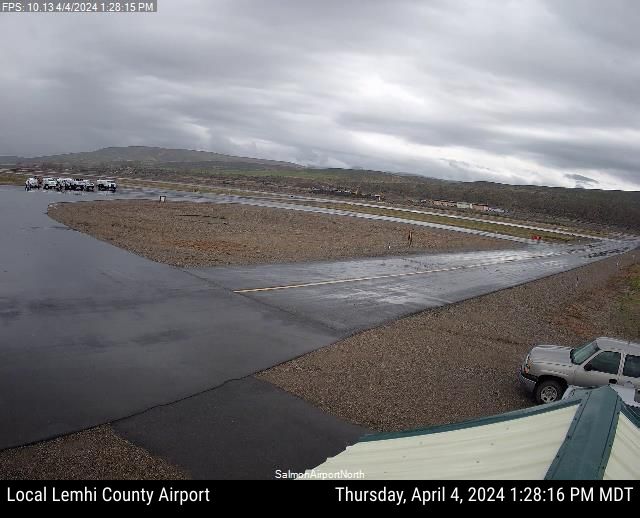 FPS: 10.13 4/4/2024 1:28:15 PM
SalmonAirportNorth
Local Lemhi County Airport Thursday, April 4, 2024 1:28:16 PM MDT